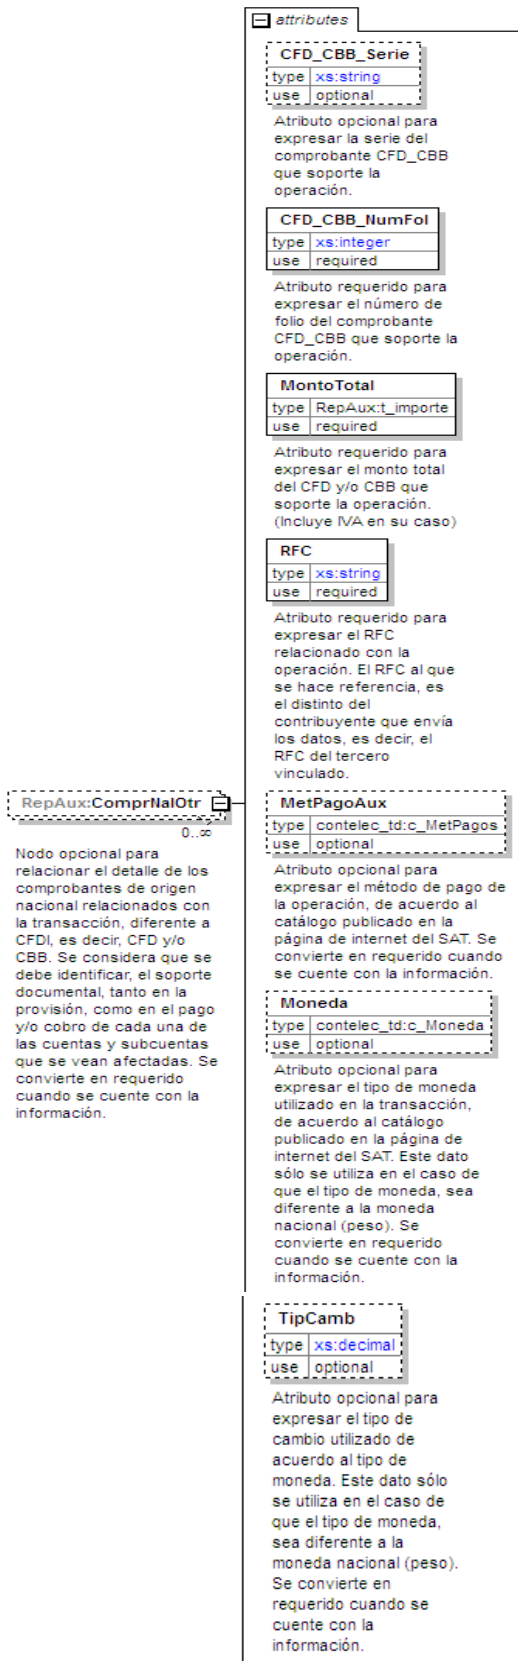 attributes
CFD_CBB_Serie
type xs:string
use optional
Atributo opcional para
expresar la serie del
comprobante CFD_CBB
que soporte la
operación.
CFD_CBB_NumFol
type xs:integer
use required
Atributo requerido para
expresar el número de
folio del comprobante
CFD_CBB que soporte la
operación.
MontoTotal
type RepAux:t_importe
use required
Atributo requerido para
expresar el monto total
del CFD y/o CBB que
soporte la operación.
(Incluye IVA en su caso)
RFC
type xs:string
use required
Atributo requerido para
expresar el RFC
relacionado con la
operación. El RFC al que
se hace referencia, es
el distinto del
contribuyente que envía
los datos, es decir, el
RFC del tercero
vinculado.
RepAux:ComprNalOtr
0..∞
Nodo opcional para
relacionar el detalle de los
comprobantes de origen
nacional relacionados con
la transacción, diferente a
CFDI, es decir, CFD y/o
CBB. Se considera que se
debe identificar, el soporte
documental, tanto en la
provisión, como en el pago
y/o cobro de cada una de
las cuentas y subcuentas
que se vean afectadas. Se
convierte en requerido
cuando se cuente con la
información.
MetPagoAux
type contelec_td:c_MetPagos
use optional
Atributo opcional para
expresar el método de pago de
la operación, de acuerdo al
catálogo publicado en la
página de internet del SAT. Se
convierte en requerido cuando
se cuente con la información.
Moneda
type contelec_td:c_Moneda
use optional
Atributo opcional para
expresar el tipo de moneda
utilizado en la transacción,
de acuerdo al catálogo
publicado en la página de
internet del SAT. Este dato
sólo se utiliza en el caso de
que el tipo de moneda, sea
diferente a la moneda
nacional (peso). Se
convierte en requerido
cuando se cuente con la
información.
TipCamb
type xs:decimal
use optional
Atributo opcional para
expresar el tipo de
cambio utilizado de
acuerdo al tipo de
moneda. Este dato sólo
se utiliza en el caso de
que el tipo de moneda,
sea diferente a la
moneda nacional (peso).
Se convierte en
requerido cuando se
cuente con la
información.